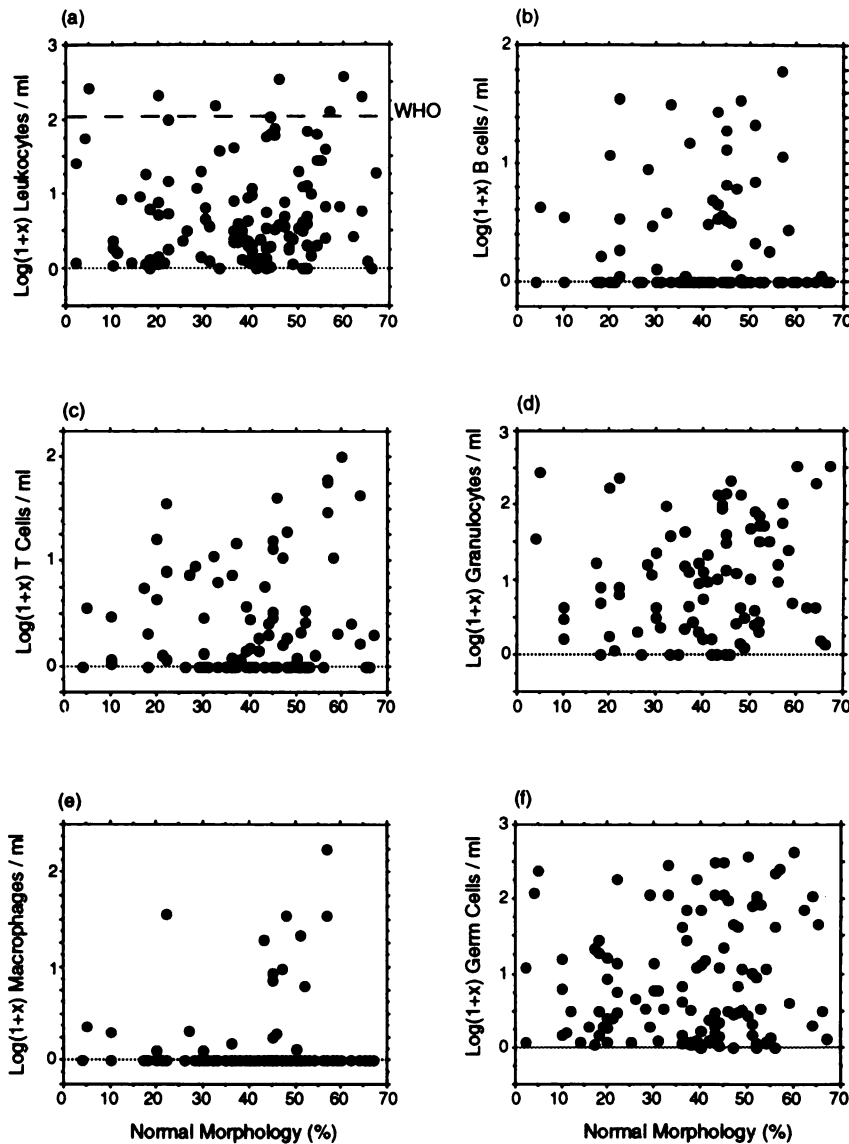 (a)
Log(1+x) Leukocytes / ml
3
2
1
0
WHO
0 10 20 30 40 50 60 70
(b)
Log(1+x) B cells / ml
2
1
0
0 10 20 30 40 50 60 70
(c)
Log(1+x) T Cells / ml
2
1
0
0 10 20 30 40 50 60 70
(d)
Log(1+x) Granulocytes / ml
3
2
1
0
0 10 20 30 40 50 60 70
(e)
Log(1+x) Macrophages / ml
2
1
0
0 10 20 30 40 50 60 70
Normal Morphology (%)
(f)
Log(1+x) Germ Cells / ml
3
2
1
0
0 10 20 30 40 50 60 70
Normal Morphology (%)